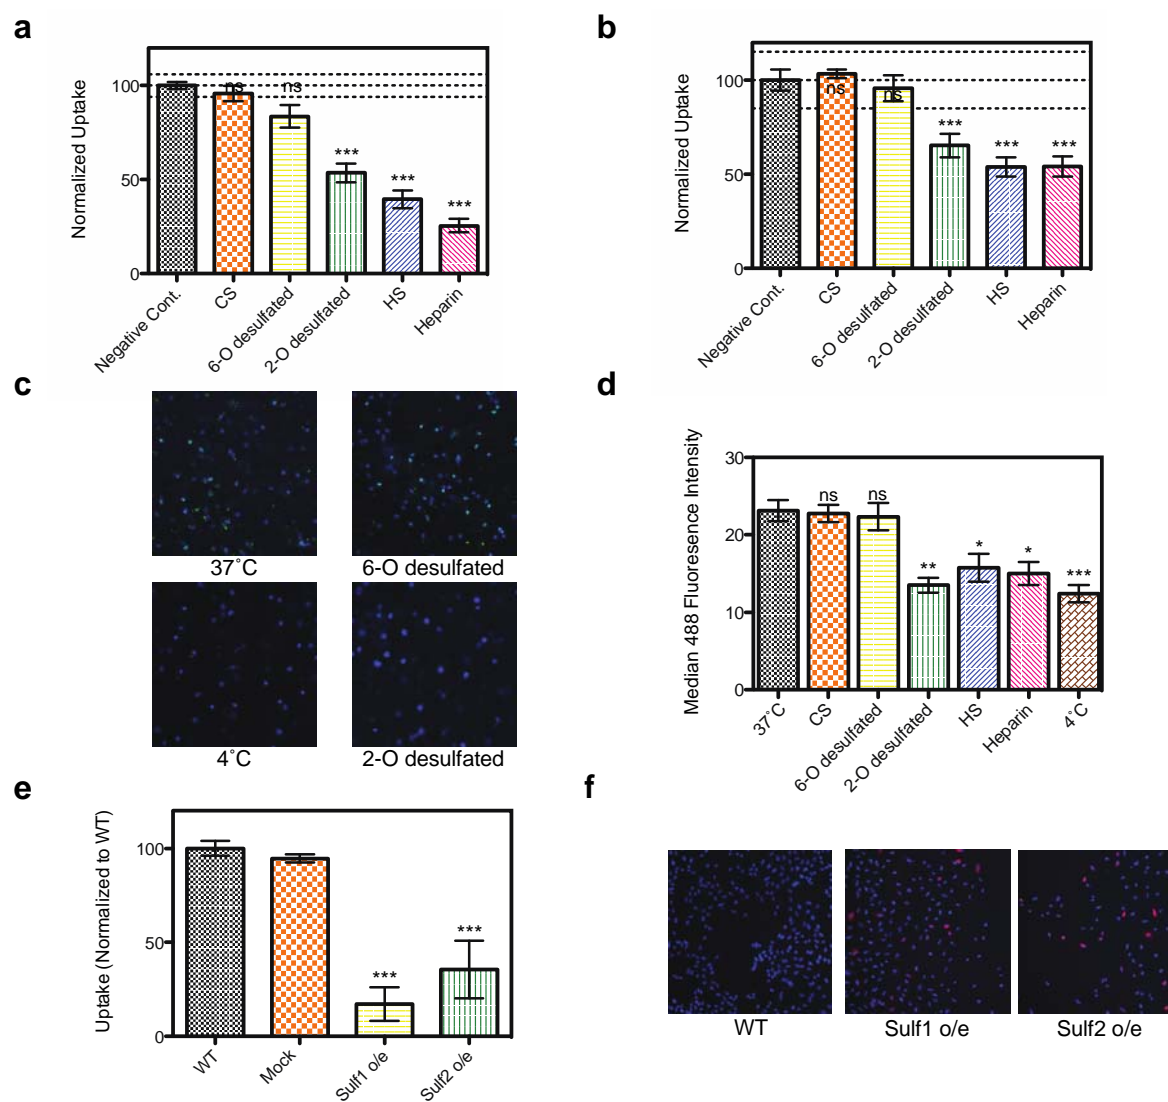 a
Normalized Uptake
100
50
0
ns
ns
***
***
***
Negative Cont.
CS
6-O desulfated
2-O desulfated
HS
Heparin
b
Normalized Uptake
100
50
0
ns
ns
***
***
***
Negative Cont.
CS
6-O desulfated
2-O desulfated
HS
Heparin
c
37˚C
6-O desulfated
4˚C
2-O desulfated
d
Median 488 Fluoresence Intensity
30
20
10
0
ns
ns
**
*
*
***
37˚C
CS
6-O desulfated
2-O desulfated
HS
Heparin
4˚C
e
Uptake (Normalized to WT)
100
50
0
***
***
WT
Mock
Sulf1 o/e
Sulf2 o/e
f
WT
Sulf1 o/e
Sulf2 o/e